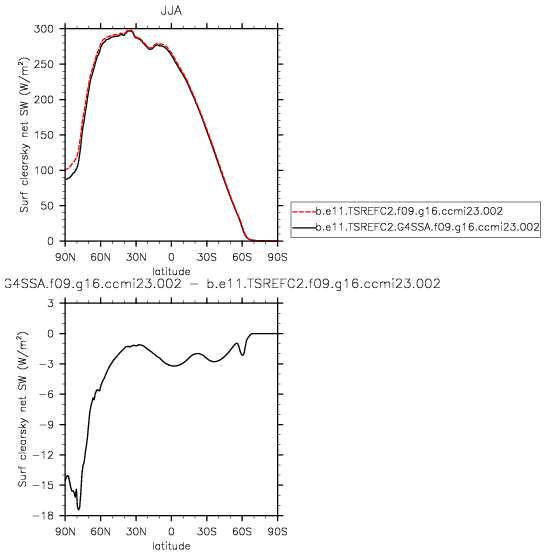 JJA
Surf clearsky net SW (W/m²)
300
250
200
150
100
50
0
90N 60N 30N 0 30S 60S 90S
latitude
b.e11.TSREFC2.f09.g16.ccmi23.002
b.e11.TSREFC2.G4SSA.f09.g16.ccmi23.002
G4SSA.f09.g16.ccmi23.002 − b.e11.TSREFC2.f09.g16.ccmi23.002
Surf clearsky net SW (W/m²)
3
0
−3
−6
−9
−12
−15
−18
90N 60N 30N 0 30S 60S 90S
latitude